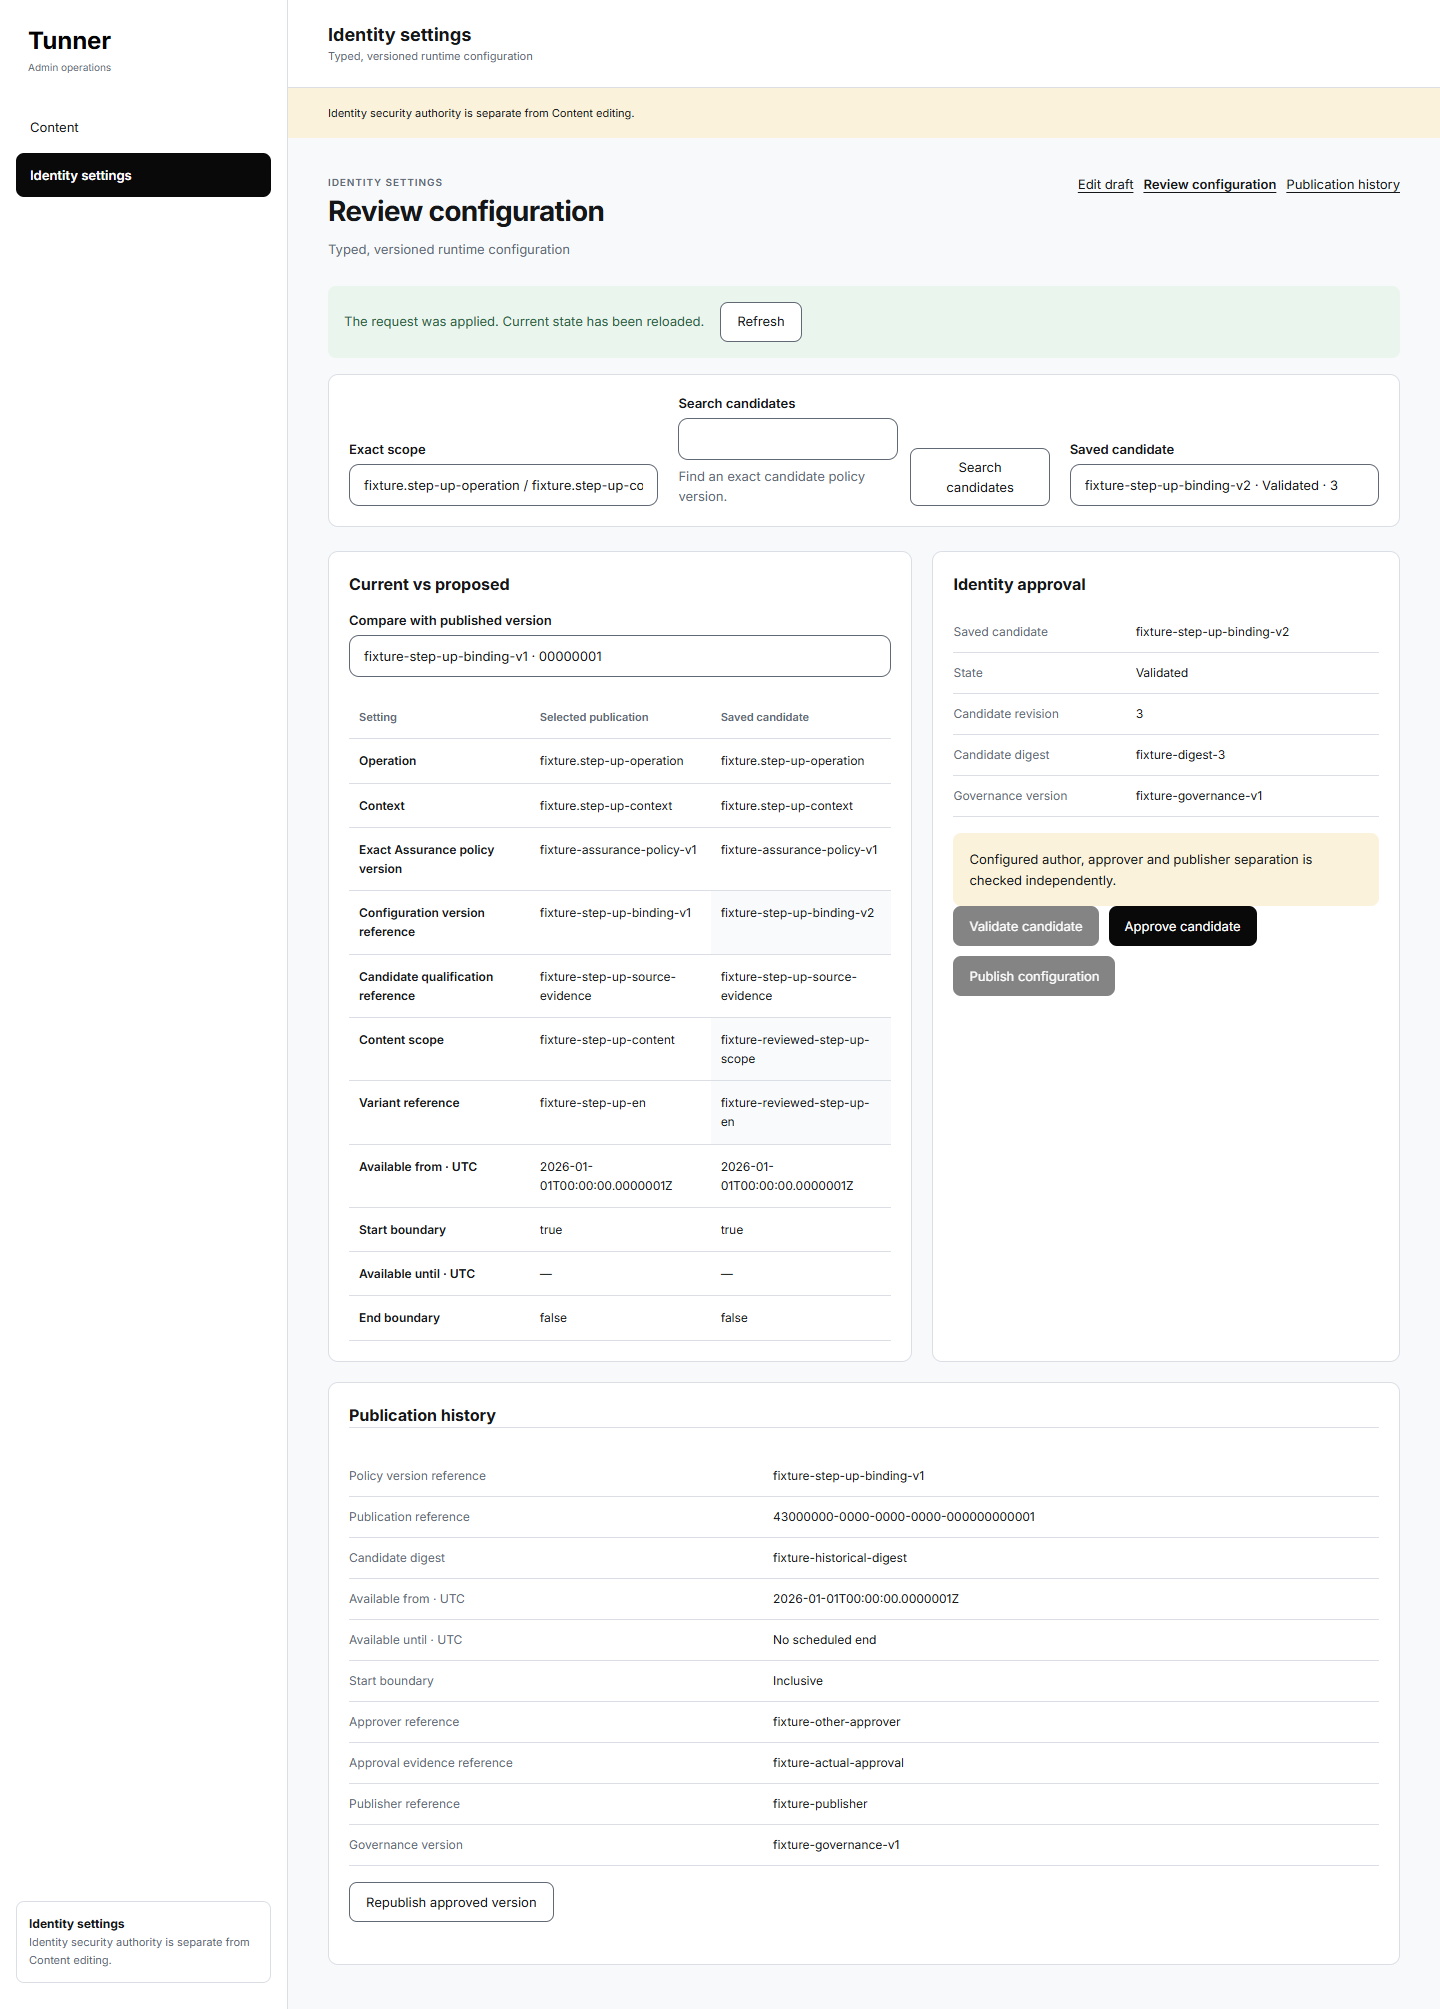 Tunner
Admin operations
Content
Identity settings
Identity settings
Identity security authority is separate from
Content editing.
Identity settings
Typed, versioned runtime configuration
Identity security authority is separate from Content editing.
IDENTITY SETTINGS
Review configuration
Typed, versioned runtime configuration
Edit draft Review configuration Publication history
The request was applied. Current state has been reloaded. Refresh
Exact scope
fixture.step-up-operation / fixture.step-up-co
Search candidates
Find an exact candidate policy
version.
Search
candidates
Saved candidate
fixture-step-up-binding-v2 · Validated · 3
Current vs proposed
Compare with published version
fixture-step-up-binding-v1 · 00000001
Setting Selected publication Saved candidate
Operation fixture.step-up-operation fixture.step-up-operation
Context fixture.step-up-context fixture.step-up-context
Exact Assurance policy fixture-assurance-policy-v1 fixture-assurance-policy-v1
version
Configuration version fixture-step-up-binding-v1 fixture-step-up-binding-v2
reference
Candidate qualification fixture-step-up-source- fixture-step-up-source-
reference evidence evidence
Content scope fixture-step-up-content fixture-reviewed-step-up-
scope
Variant reference fixture-step-up-en fixture-reviewed-step-up-
en
Available from · UTC 2026-01- 2026-01-
01T00:00:00.0000001Z 01T00:00:00.0000001Z
Start boundary true true
Available until · UTC — —
End boundary false false
Identity approval
Saved candidate fixture-step-up-binding-v2
State Validated
Candidate revision 3
Candidate digest fixture-digest-3
Governance version fixture-governance-v1
Configured author, approver and publisher separation is
checked independently.
Validate candidate Approve candidate
Publish configuration
Publication history
Policy version reference fixture-step-up-binding-v1
Publication reference 43000000-0000-0000-0000-000000000001
Candidate digest fixture-historical-digest
Available from · UTC 2026-01-01T00:00:00.0000001Z
Available until · UTC No scheduled end
Start boundary Inclusive
Approver reference fixture-other-approver
Approval evidence reference fixture-actual-approval
Publisher reference fixture-publisher
Governance version fixture-governance-v1
Republish approved version